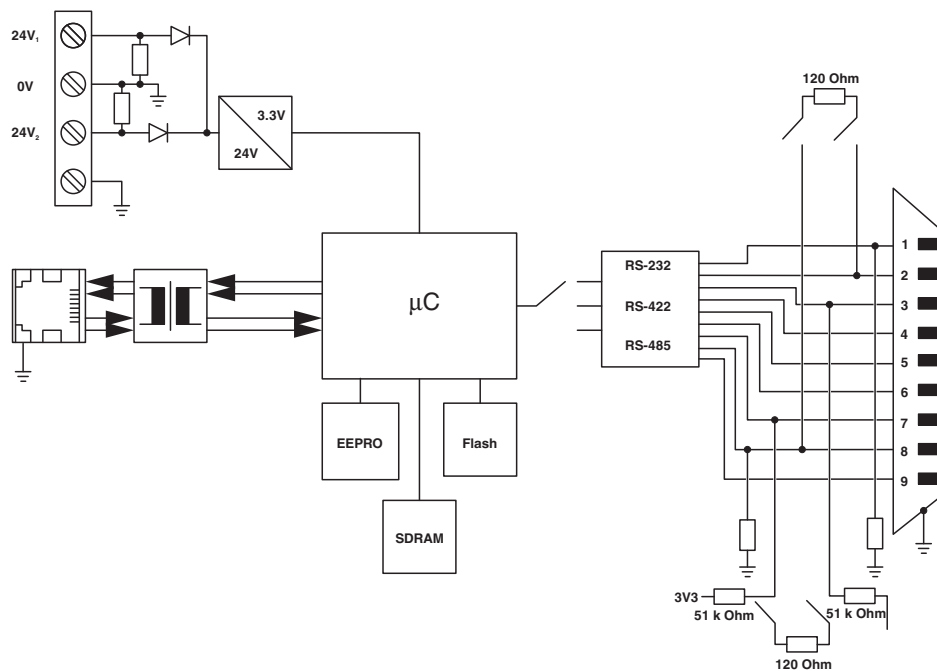 24V₁
0V
24V₂
3.3V
24V
120 Ohm
µC
RS-232
RS-422
RS-485
1
2
3
4
5
6
7
8
9
EEPRO
Flash
SDRAM
3V3
51 k Ohm
51 k Ohm
120 Ohm